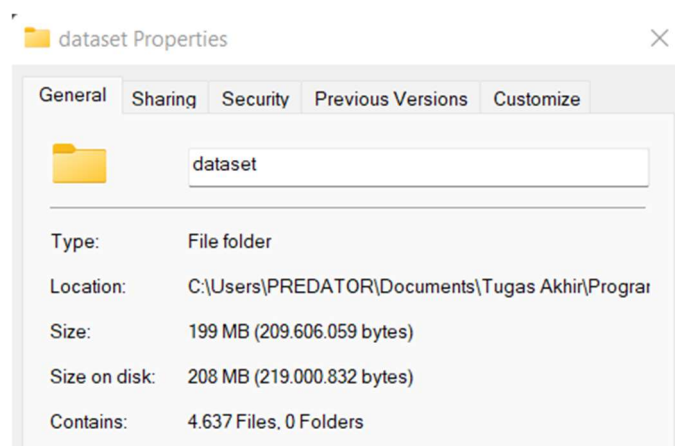 dataset Properties
General Sharing Security Previous Versions Customize
dataset
Type: File folder
Location: C:\Users\PREDATOR\Documents\Tugas Akhir\Prograr
Size: 199 MB (209.606.059 bytes)
Size on disk: 208 MB (219.000.832 bytes)
Contains: 4.637 Files, 0 Folders